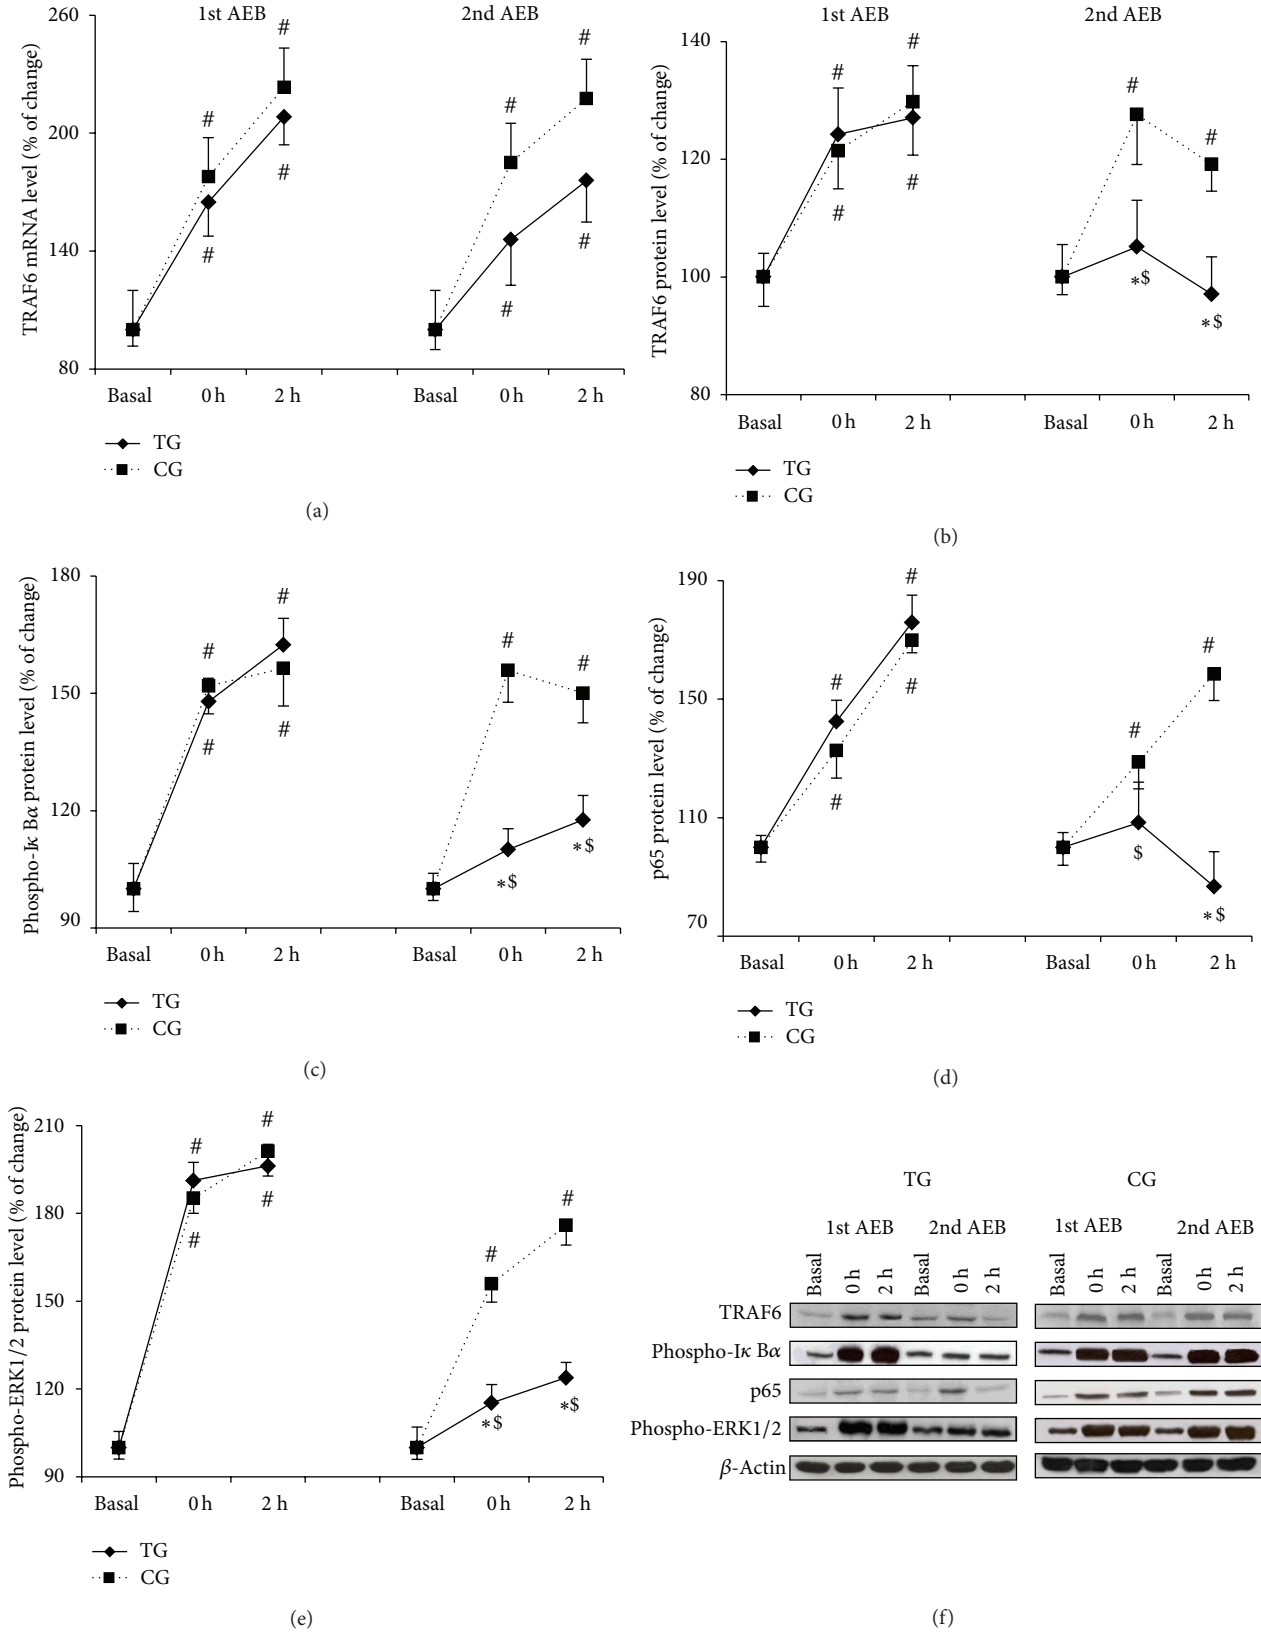 1st AEB 2nd AEB
TRAF6 mRNA level (% of change)
260
200
140
80
# # # #
# # # #
Basal 0 h 2 h Basal 0 h 2 h
TG
CG
(a)
1st AEB 2nd AEB
TRAF6 protein level (% of change)
140
120
100
80
# # # #
# # *$ *$
Basal 0 h 2 h Basal 0 h 2 h
TG
CG
(b)
Phospho-Iκ Bα protein level (% of change)
180
150
120
90
# # # #
# # *$ *$
Basal 0 h 2 h Basal 0 h 2 h
TG
CG
(c)
p65 protein level (% of change)
190
150
110
70
# # # #
# # $ *$
Basal 0 h 2 h Basal 0 h 2 h
TG
CG
(d)
Phospho-ERK1/2 protein level (% of change)
210
180
150
120
90
# # # #
# # *$ *$
Basal 0 h 2 h Basal 0 h 2 h
TG
CG
(e)
TG CG
1st AEB 2nd AEB 1st AEB 2nd AEB
Basal 0 h 2 h Basal 0 h 2 h Basal 0 h 2 h Basal 0 h 2 h
TRAF6
Phospho-Iκ Bα
p65
Phospho-ERK1/2
β-Actin
(f)